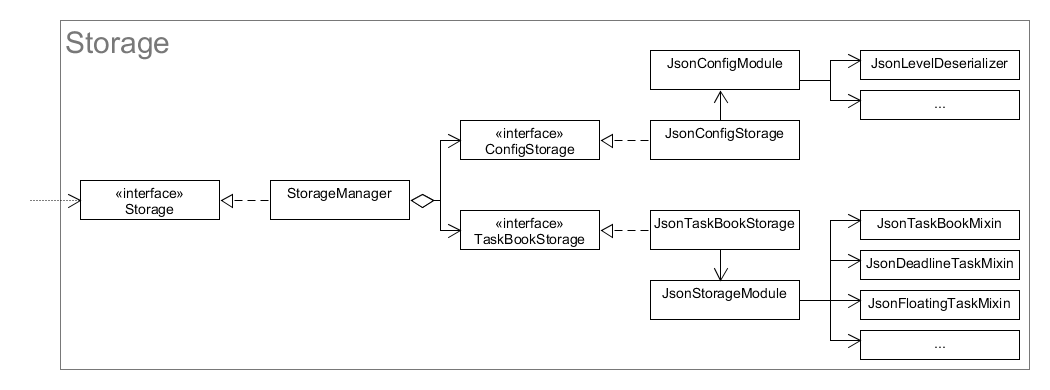 Storage
JsonConfigModule
JsonLevelDeserializer
...
«interface»
ConfigStorage
JsonConfigStorage
«interface»
Storage
StorageManager
«interface»
TaskBookStorage
JsonTaskBookStorage
JsonTaskBookMixin
JsonDeadlineTaskMixin
JsonStorageModule
JsonFloatingTaskMixin
...